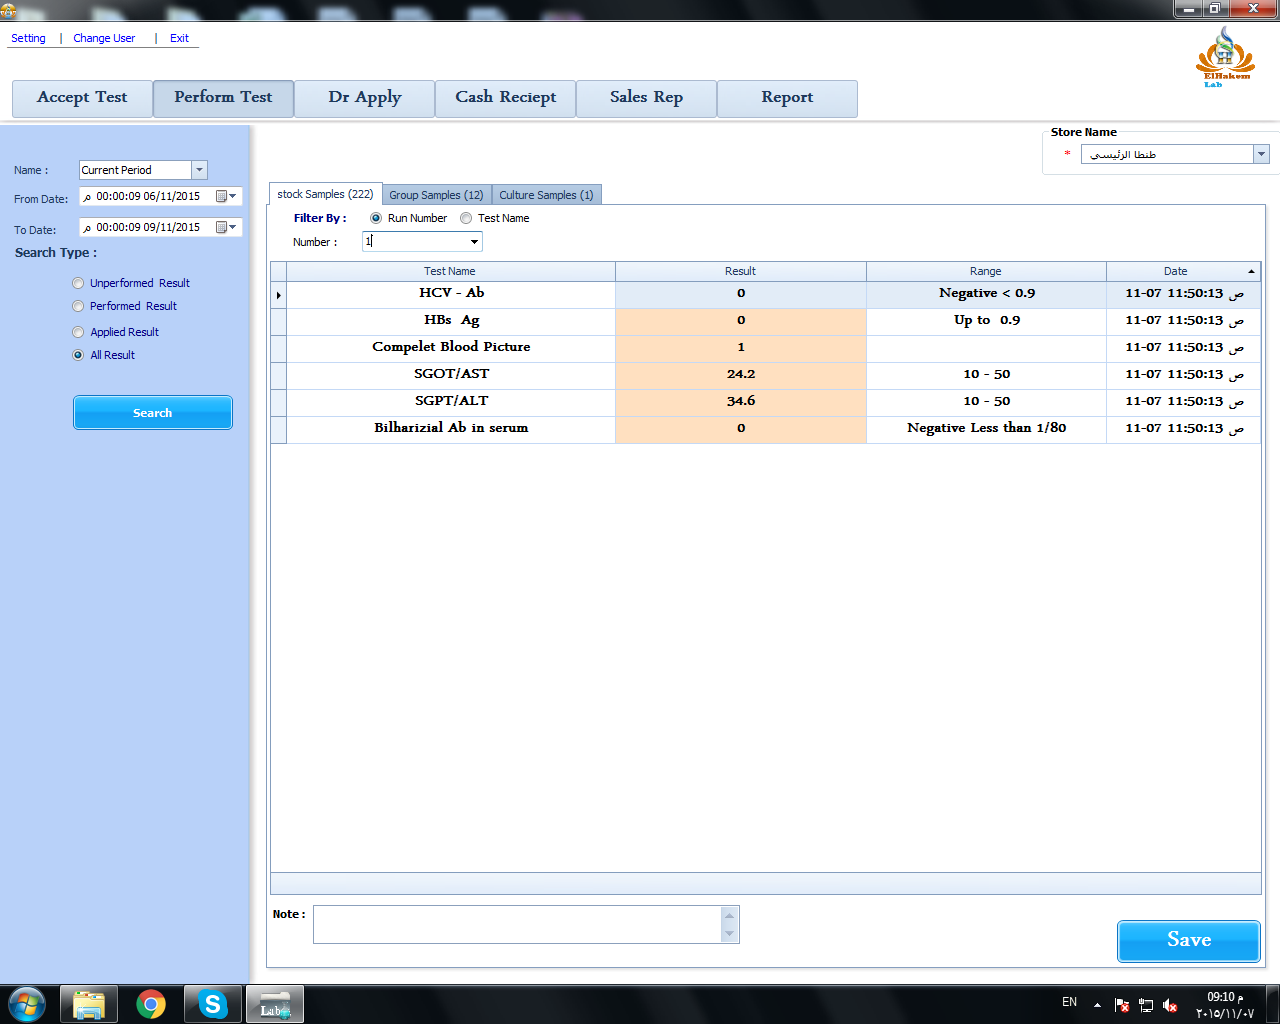 Setting | Change User | Exit
ElHakem
Lab
Accept Test Perform Test Dr Apply Cash Reciept Sales Rep Report
Store Name
* طنطا الرئيسي
Name : Current Period
From Date: م 00:00:09 06/11/2015
To Date: م 00:00:09 09/11/2015
Search Type :
Unperformed Result
Performed Result
Applied Result
All Result
Search
stock Samples (222) Group Samples (12) Culture Samples (1)
Filter By : Run Number Test Name
Number : 1
Test Name Result Range Date
HCV - Ab 0 Negative < 0.9 11-07 11:50:13 ص
HBs Ag 0 Up to 0.9 11-07 11:50:13 ص
Compelet Blood Picture 1 11-07 11:50:13 ص
SGOT/AST 24.2 10 - 50 11-07 11:50:13 ص
SGPT/ALT 34.6 10 - 50 11-07 11:50:13 ص
Bilharizial Ab in serum 0 Negative Less than 1/80 11-07 11:50:13 ص
Note :
Save
Lab
EN
09:10 م
٢٠١٥/١١/٠٧